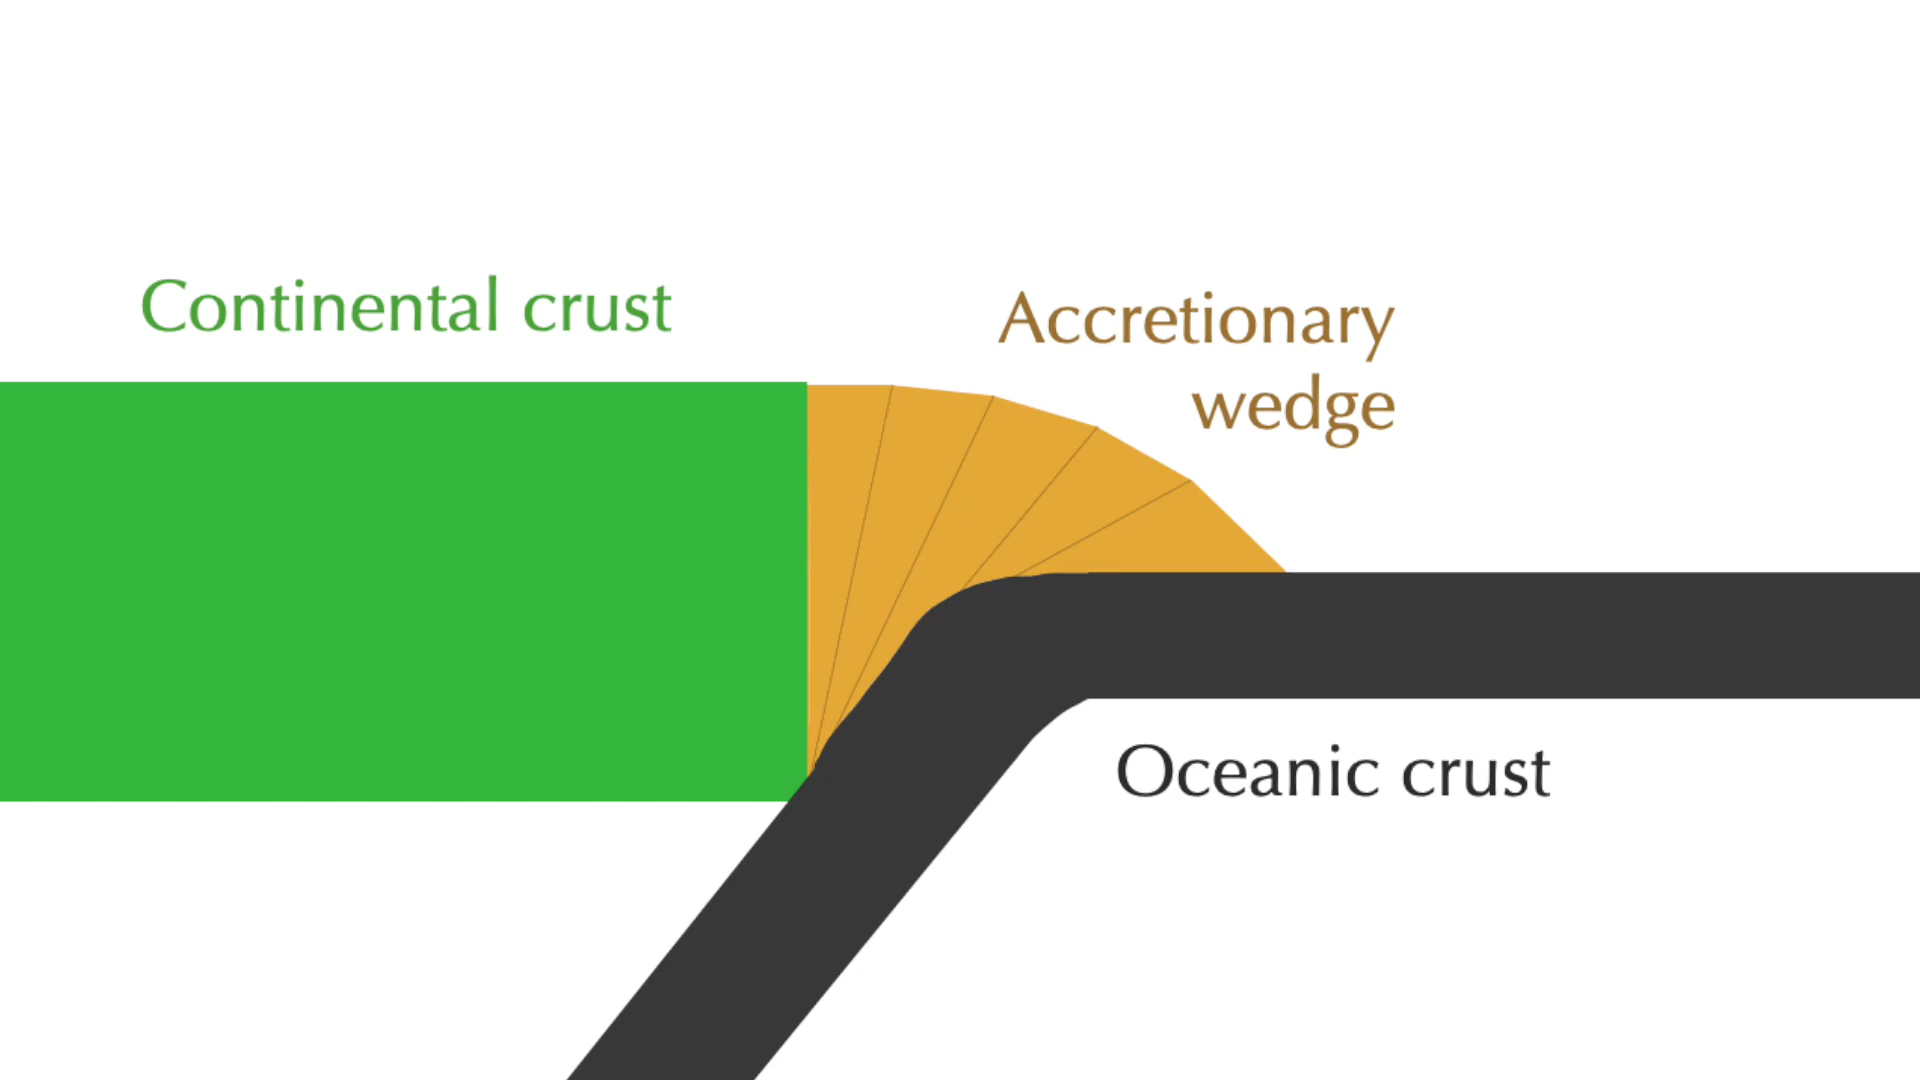 Continental crust
Accretionary
wedge
Oceanic crust